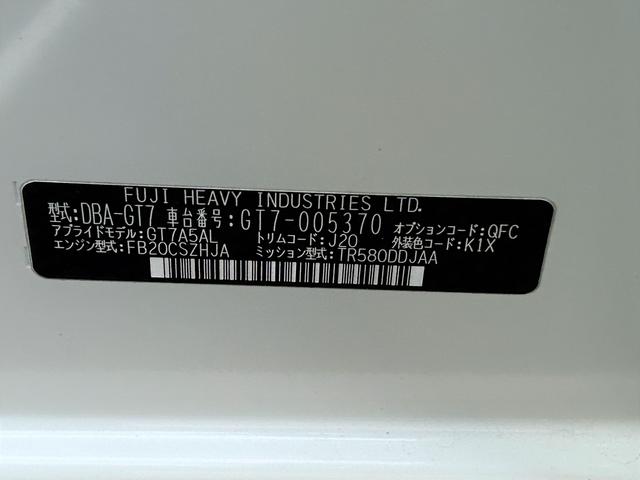 FUJI HEAVY INDUSTRIES LTD.
型式:DBA-GT7 車台番号:GT7-005370 オプションコード:QFC
アプライドモデル:GT7A5AL トリムコード:J20 外装色コード:K1X
エンジン型式:FB20CSZHJA ミッション型式:TR580DDJAA